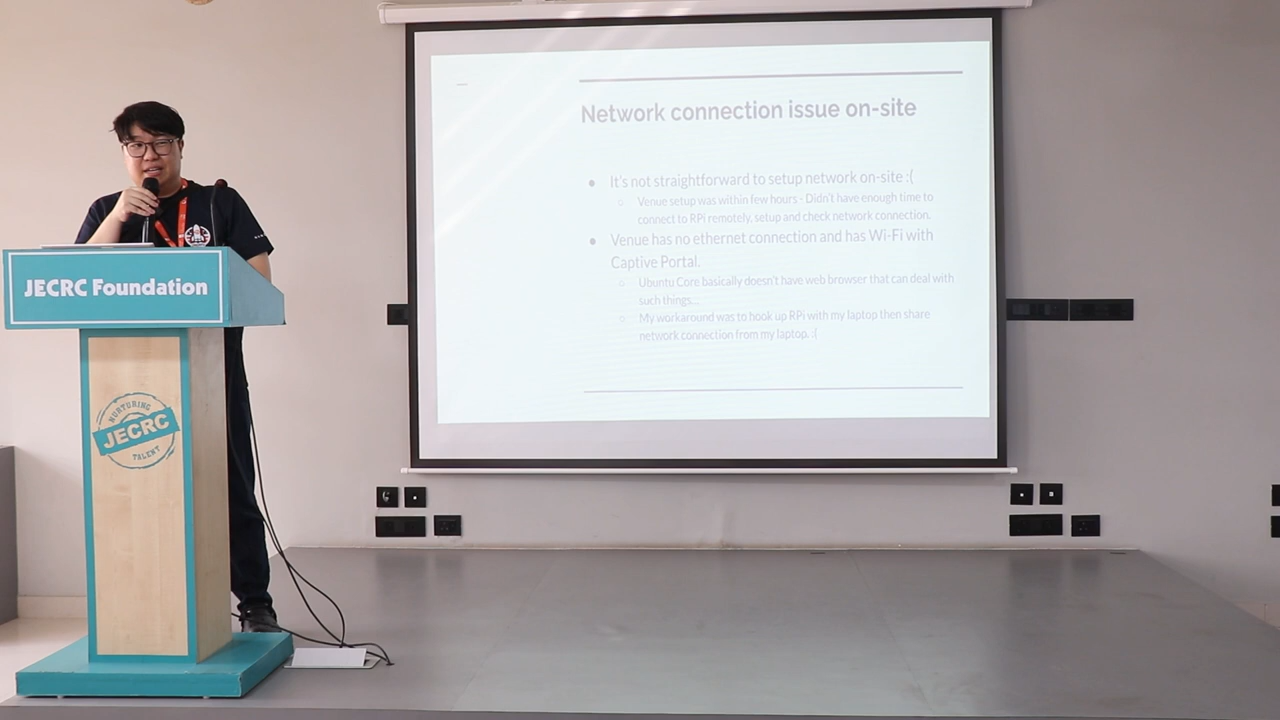 Network connection issue on-site
● It's not straightforward to setup network on-site :(
○ Venue setup was within few hours - Didn't have enough time to
connect to RPi remotely, setup and check network connection.
● Venue has no ethernet connection and has Wi-Fi with
Captive Portal.
○ Ubuntu Core basically doesn't have web browser that can deal with
such things...
○ My workaround was to hook up RPi with my laptop then share
network connection from my laptop. :(
JECRC Foundation
NURTURING
JECRC
TALENT